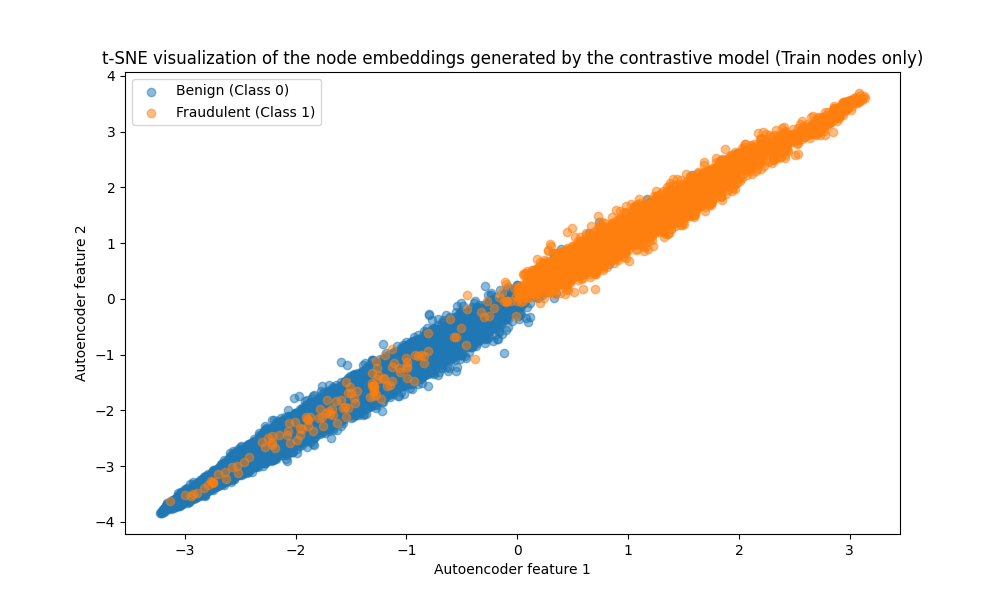 t-SNE visualization of the node embeddings generated by the contrastive model (Train nodes only)
Benign (Class 0)
Fraudulent (Class 1)
4
3
2
1
0
−1
−2
−3
−4
Autoencoder feature 2
−3 −2 −1 0 1 2 3
Autoencoder feature 1